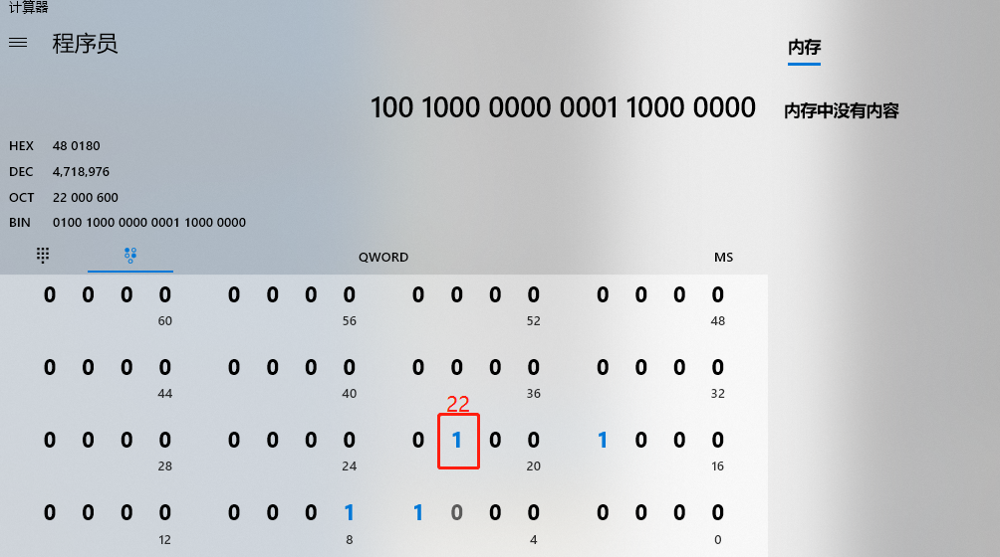 计算器
程序员
内存
100 1000 0000 0001 1000 0000
内存中没有内容
HEX 48 0180
DEC 4,718,976
OCT 22 000 600
BIN 0100 1000 0000 0001 1000 0000
QWORD MS
0 0 0 0 0 0 0 0 0 0 0 0 0 0 0 0
60 56 52 48
0 0 0 0 0 0 0 0 0 0 0 0 0 0 0 0
44 40 36 32
22
0 0 0 0 0 0 0 0 0 1 0 0 1 0 0 0
28 24 20 16
0 0 0 0 0 0 0 1 1 0 0 0 0 0 0 0
12 8 4 0